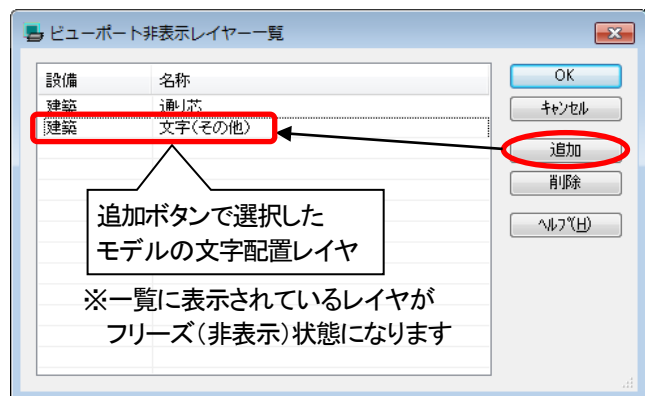 ビューポート非表示レイヤー一覧
設備 名称
建築 通り芯
建築 文字(その他)
OK
キャンセル
追加
削除
ヘルプ(H)
追加ボタンで選択した
モデルの文字配置レイヤ
※一覧に表示されているレイヤが
フリーズ(非表示)状態になります